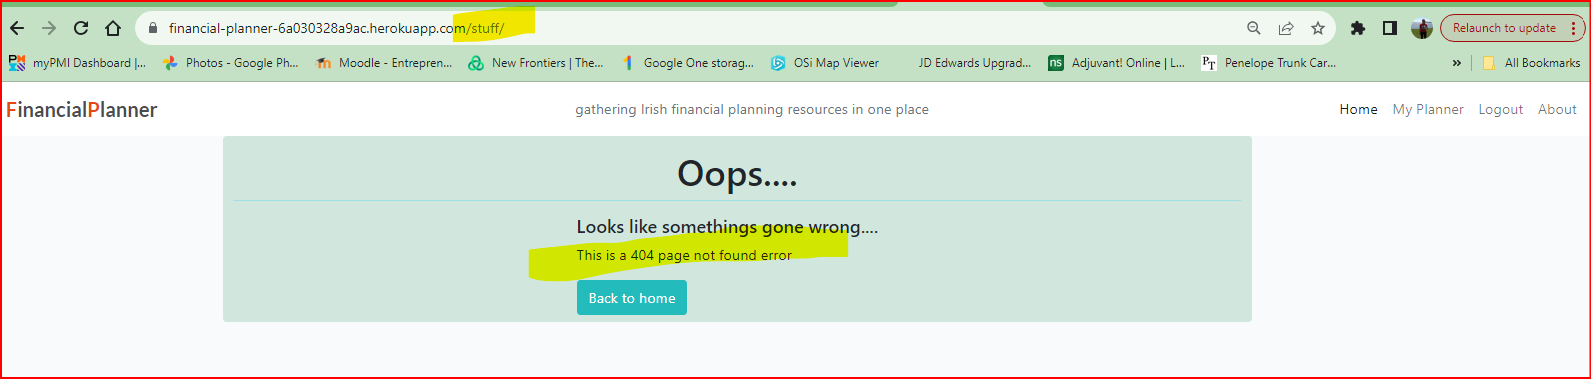 financial-planner-6a030328a9ac.herokuapp.com/stuff/
Relaunch to update
myPMI Dashboard |...
Photos - Google Ph...
Moodle - Entrepren...
New Frontiers | The...
Google One storag...
OSi Map Viewer
JD Edwards Upgrad...
ns Adjuvant! Online | L...
PT Penelope Trunk Car...
»
All Bookmarks
FinancialPlanner
gathering Irish financial planning resources in one place
Home My Planner Logout About
Oops....
Looks like somethings gone wrong....
This is a 404 page not found error
Back to home